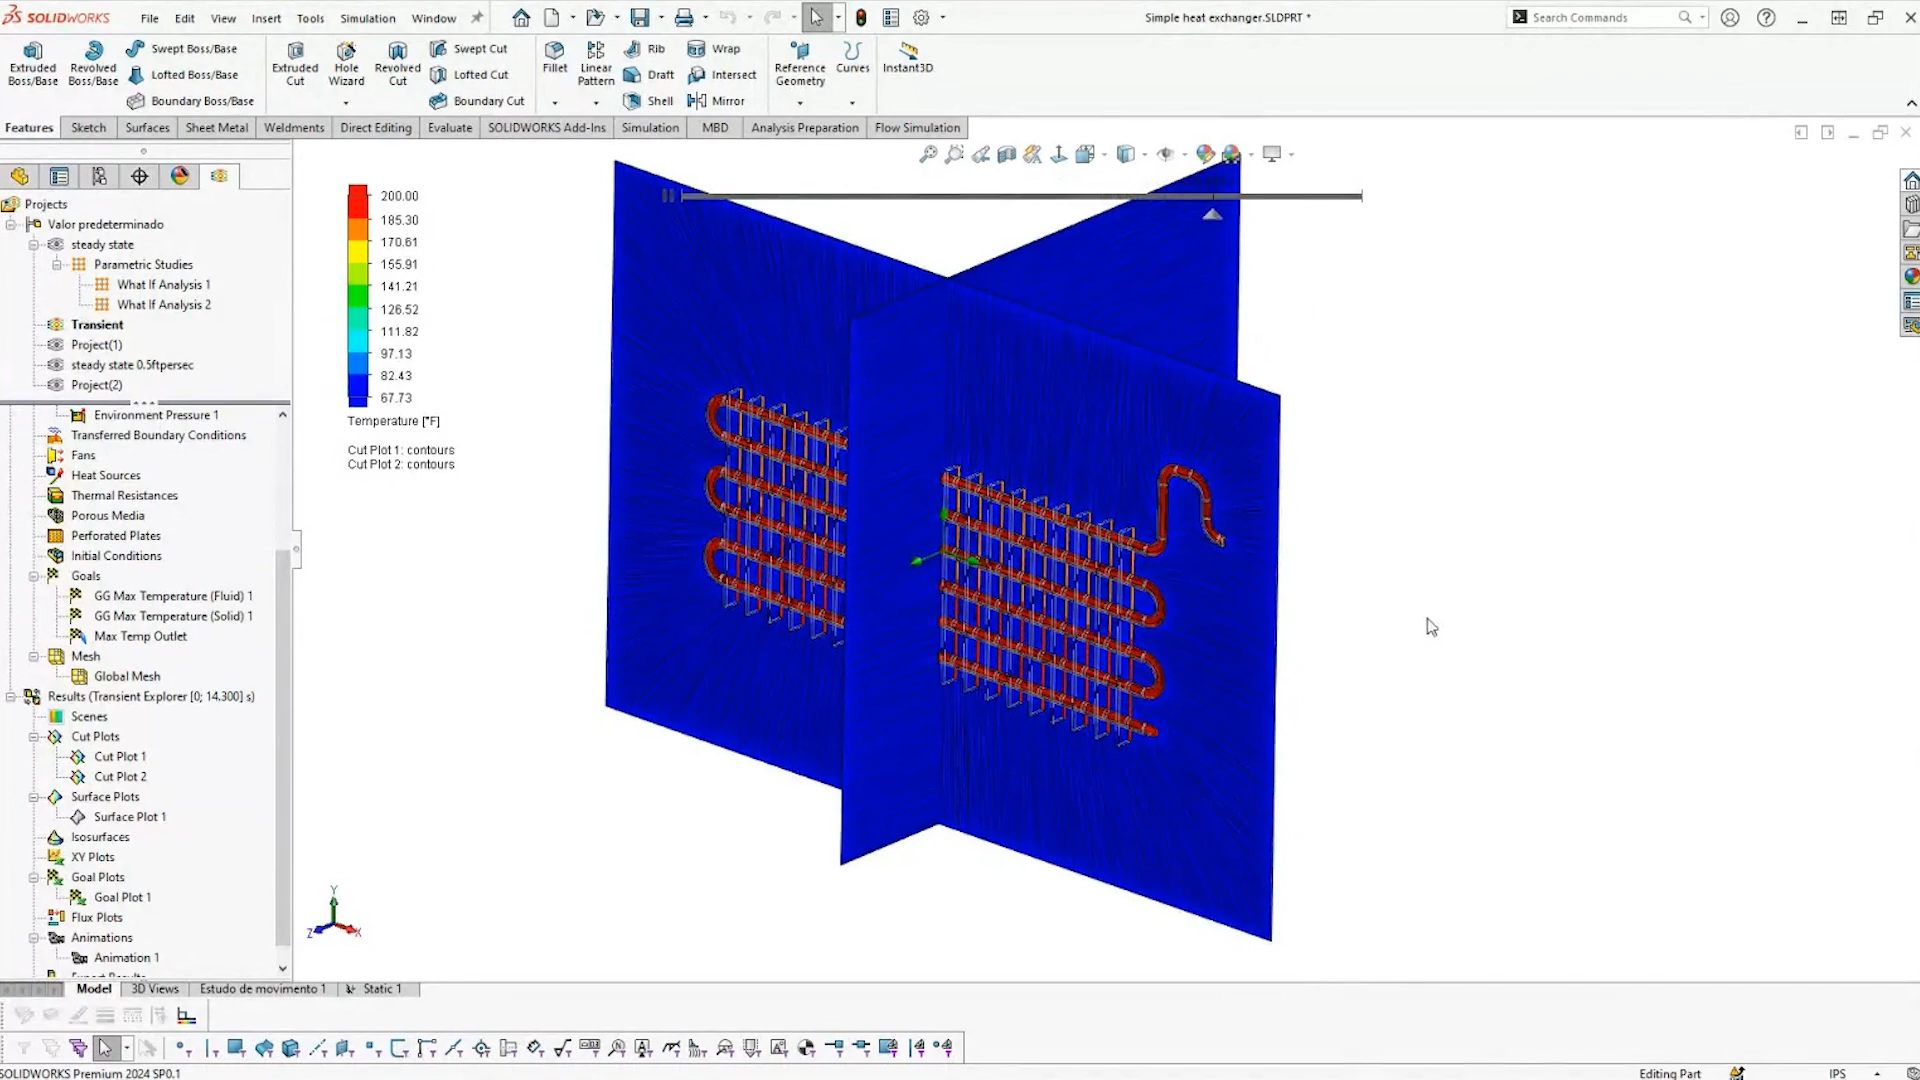 SOLIDWORKS
File Edit View Insert Tools Simulation Window
Simple heat exchanger.SLDPRT *
Search Commands
Extruded Boss/Base
Revolved Boss/Base
Swept Boss/Base
Lofted Boss/Base
Boundary Boss/Base
Extruded Cut
Hole Wizard
Revolved Cut
Swept Cut
Lofted Cut
Boundary Cut
Fillet
Linear Pattern
Rib
Draft
Shell
Wrap
Intersect
Mirror
Reference Geometry
Curves
Instant3D
Features Sketch Surfaces Sheet Metal Weldments Direct Editing Evaluate SOLIDWORKS Add-Ins Simulation MBD Analysis Preparation Flow Simulation
Projects
Valor predeterminado
steady state
Parametric Studies
What If Analysis 1
What If Analysis 2
Transient
Project(1)
steady state 0.5ftpersec
Project(2)
Environment Pressure 1
Transferred Boundary Conditions
Fans
Heat Sources
Thermal Resistances
Porous Media
Perforated Plates
Initial Conditions
Goals
GG Max Temperature (Fluid) 1
GG Max Temperature (Solid) 1
Max Temp Outlet
Mesh
Global Mesh
Results (Transient Explorer [0; 14.300] s)
Scenes
Cut Plots
Cut Plot 1
Cut Plot 2
Surface Plots
Surface Plot 1
Isosurfaces
XY Plots
Goal Plots
Goal Plot 1
Flux Plots
Animations
Animation 1
200.00
185.30
170.61
155.91
141.21
126.52
111.82
97.13
82.43
67.73
Temperature [°F]
Cut Plot 1: contours
Cut Plot 2: contours
Y
Z
X
Model 3D Views Estudo de movimento 1 Static 1
SOLIDWORKS Premium 2024 SP0.1
Editing Part
IPS